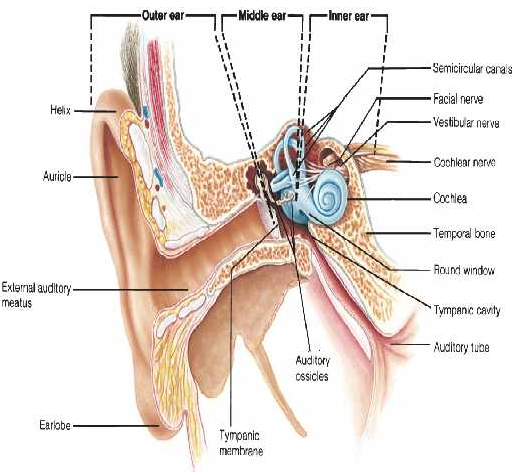 Outer ear
Middle ear
Inner ear
Semicircular canals
Facial nerve
Vestibular nerve
Cochlear nerve
Cochlea
Temporal bone
Round window
Tympanic cavity
Auditory tube
Helix
Auricle
External auditory
meatus
Earlobe
Tympanic
membrane
Auditory
ossicles